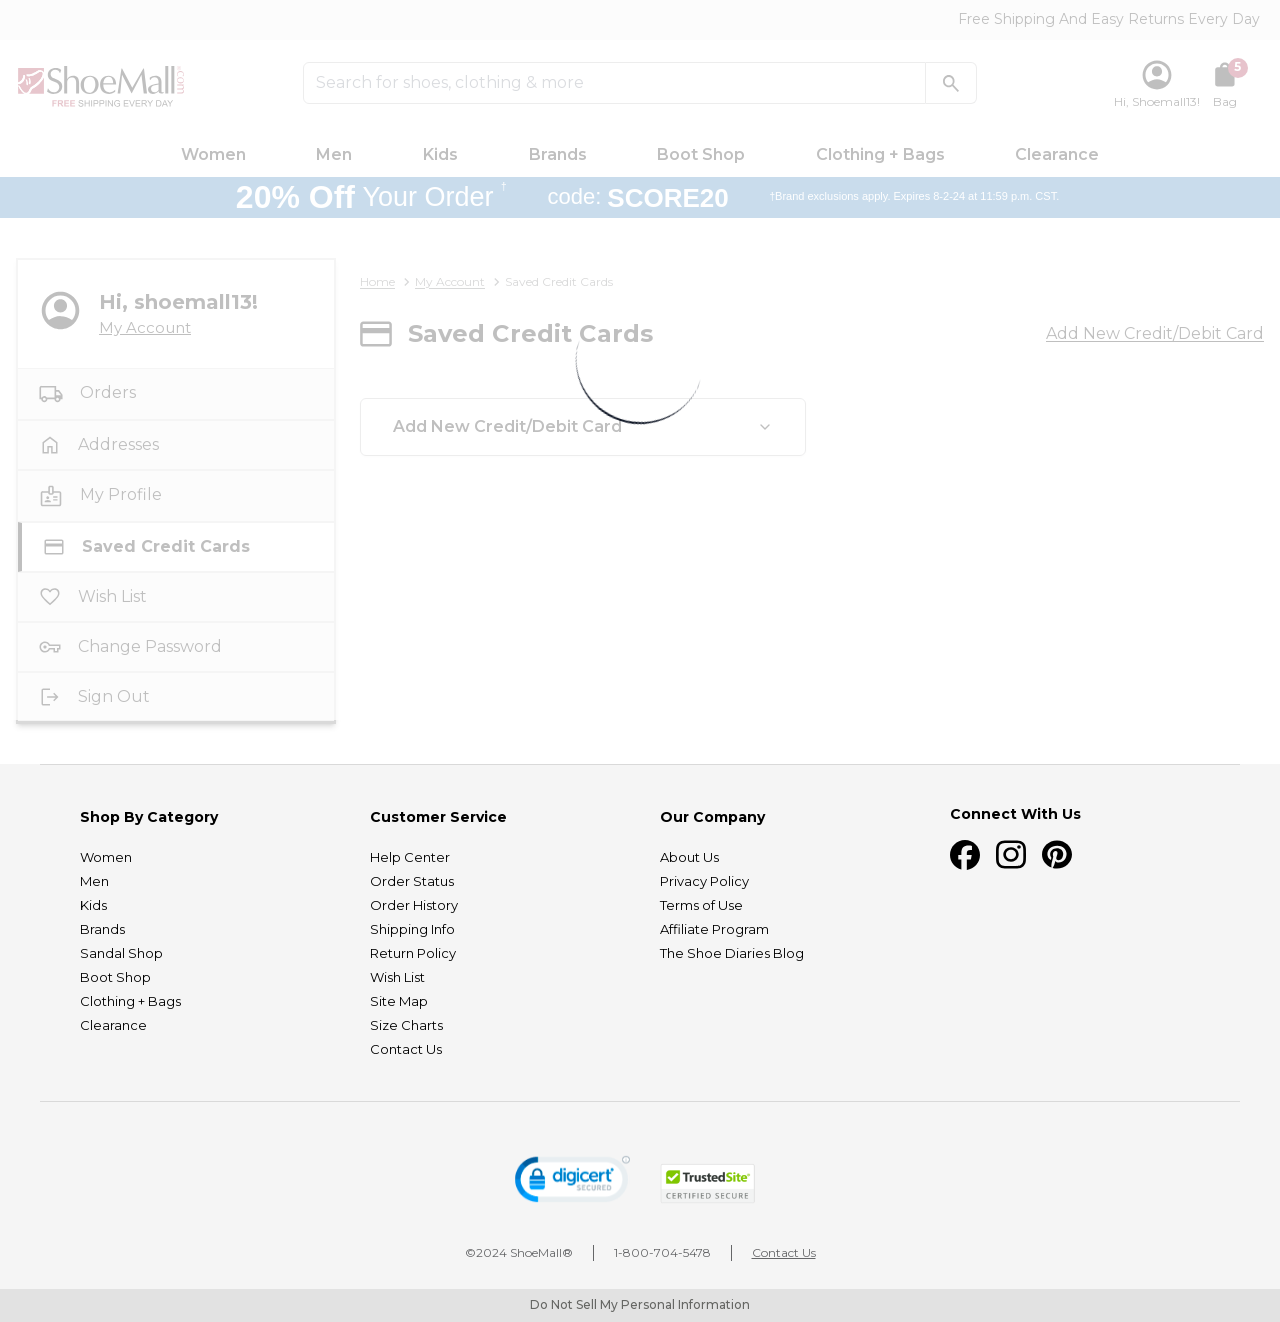 Free Shipping And Easy Returns Every Day
ShoeMall.com
FREE SHIPPING EVERY DAY
Search for shoes, clothing & more
5
Hi, Shoemall13!
Bag
Women
Men
Kids
Brands
Boot Shop
Clothing + Bags
Clearance
20% Off Your Order † code: SCORE20 †Brand exclusions apply. Expires 8-2-24 at 11:59 p.m. CST.
Hi, shoemall13!
My Account
Orders
Addresses
My Profile
Saved Credit Cards
Wish List
Change Password
Sign Out
Home > My Account > Saved Credit Cards
Saved Credit Cards
Add New Credit/Debit Card
Add New Credit/Debit Card
Shop By Category
Women
Men
Kids
Brands
Sandal Shop
Boot Shop
Clothing + Bags
Clearance
Customer Service
Help Center
Order Status
Order History
Shipping Info
Return Policy
Wish List
Site Map
Size Charts
Contact Us
Our Company
About Us
Privacy Policy
Terms of Use
Affiliate Program
The Shoe Diaries Blog
Connect With Us
digicert
SECURED
TrustedSite
CERTIFIED SECURE
©2024 ShoeMall®
1-800-704-5478
Contact Us
Do Not Sell My Personal Information